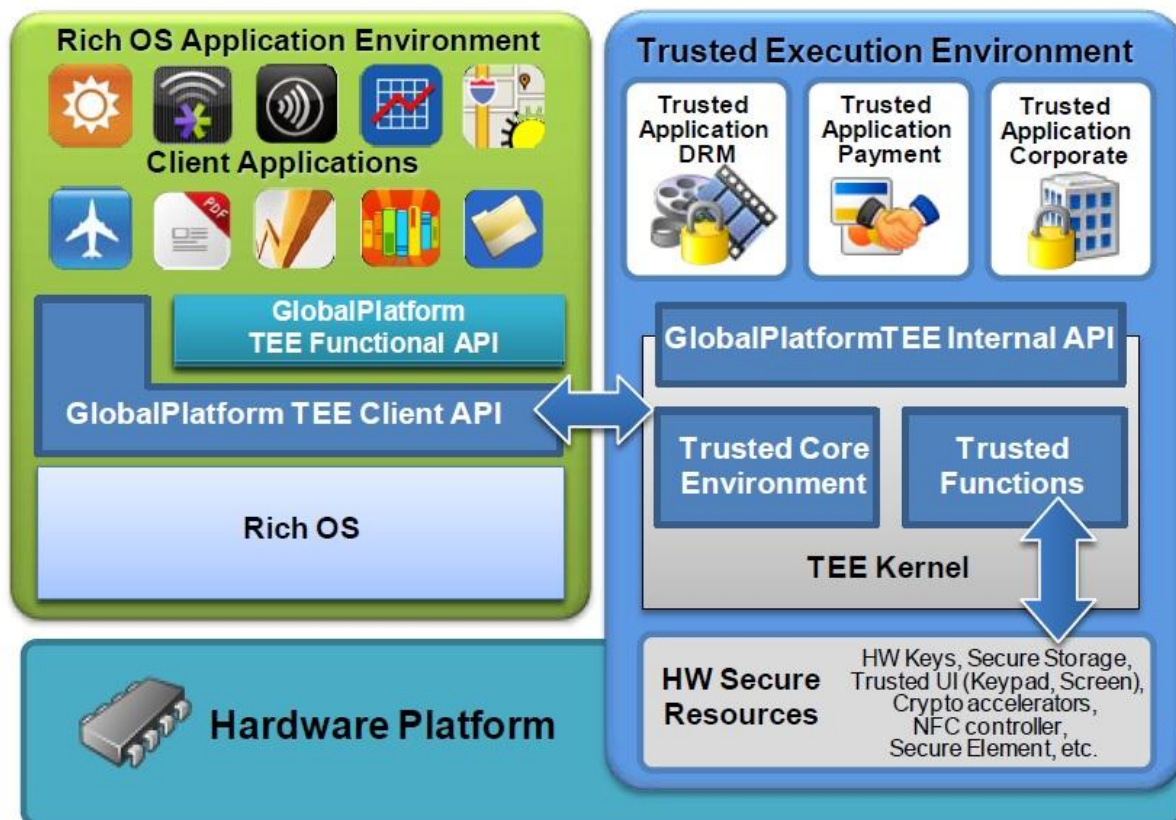 Rich OS Application Environment
Client Applications
PDF
GlobalPlatform
TEE Functional API
GlobalPlatform TEE Client API
Rich OS
Trusted Execution Environment
Trusted
Application
DRM
Trusted
Application
Payment
Trusted
Application
Corporate
GlobalPlatformTEE Internal API
Trusted Core
Environment
Trusted
Functions
TEE Kernel
HW Secure
Resources
HW Keys, Secure Storage,
Trusted UI (Keypad, Screen),
Crypto accelerators,
NFC controller,
Secure Element, etc.
Hardware Platform